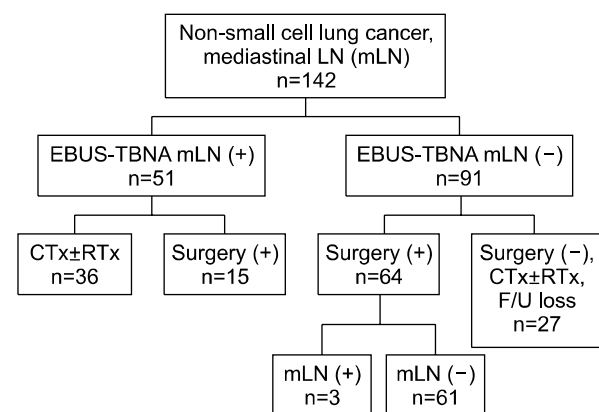 Non-small cell lung cancer,
mediastinal LN (mLN)
n=142
EBUS-TBNA mLN (+)
n=51
EBUS-TBNA mLN (−)
n=91
CTx±RTx
n=36
Surgery (+)
n=15
Surgery (+)
n=64
Surgery (−),
CTx±RTx,
F/U loss
n=27
mLN (+)
n=3
mLN (−)
n=61